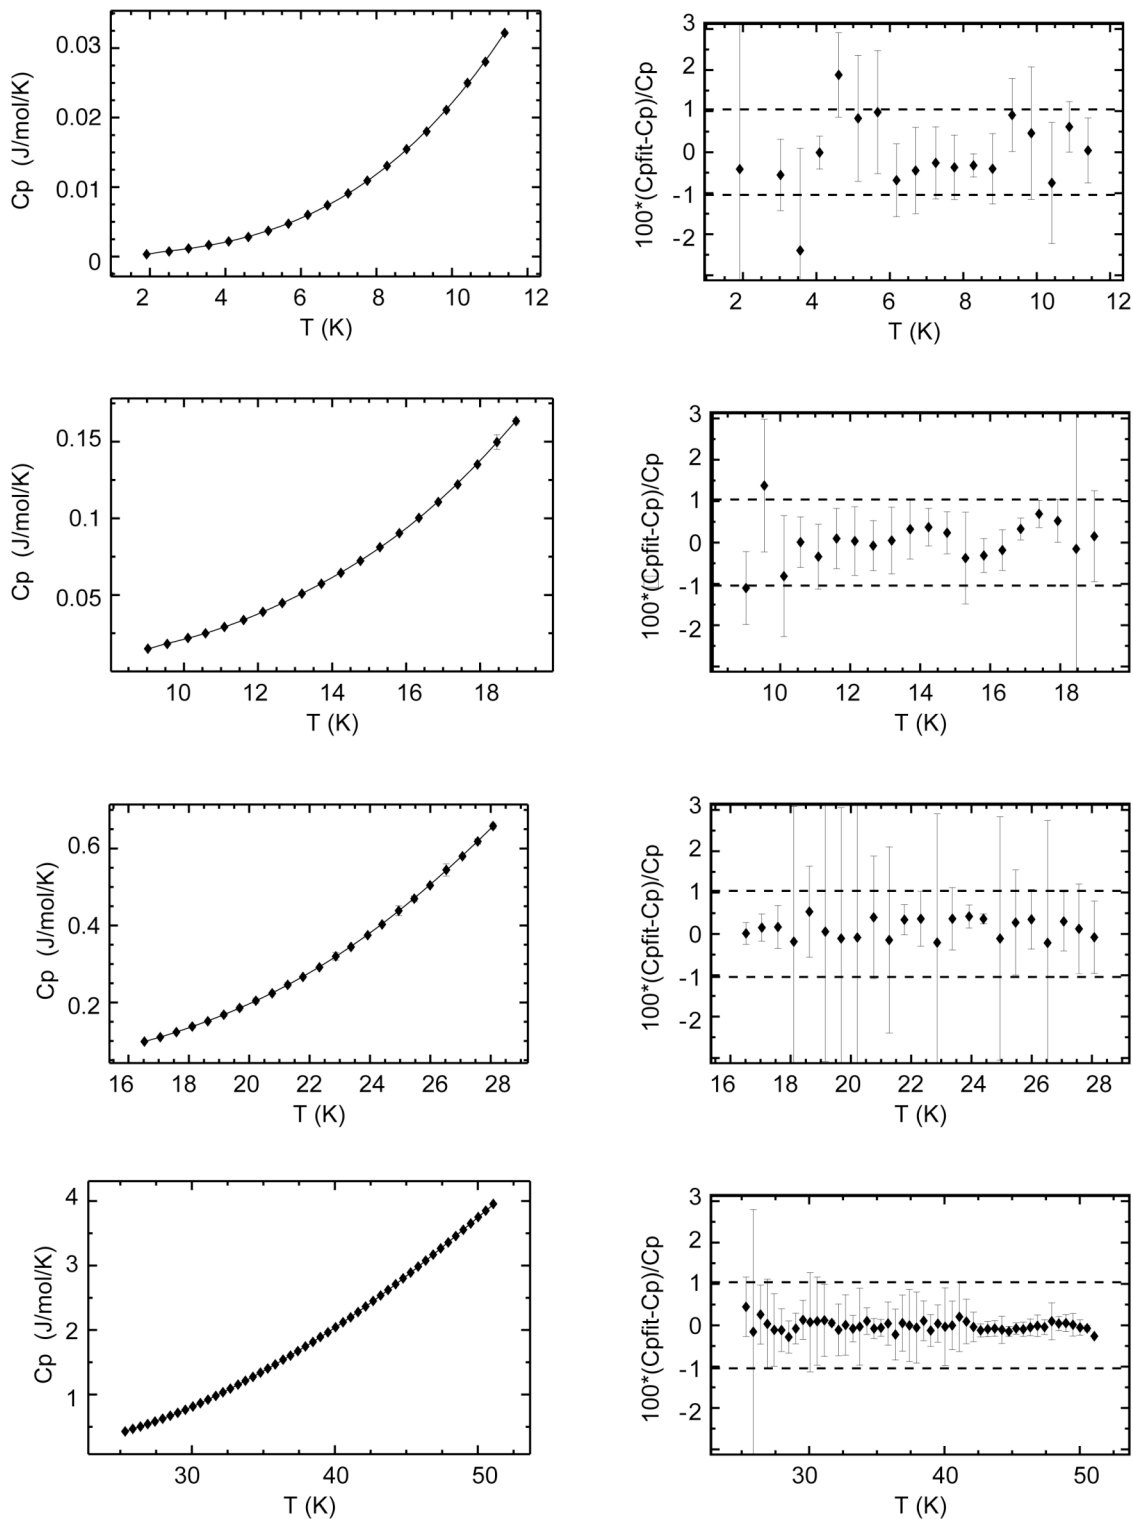 Cp (J/mol/K)
0.03
0.02
0.01
0
2 4 6 8 10 12
T (K)
100*(Cpfit-Cp)/Cp
3
2
1
0
-1
-2
2 4 6 8 10 12
T (K)
Cp (J/mol/K)
0.15
0.1
0.05
10 12 14 16 18
T (K)
100*(Cpfit-Cp)/Cp
3
2
1
0
-1
-2
10 12 14 16 18
T (K)
Cp (J/mol/K)
0.6
0.4
0.2
16 18 20 22 24 26 28
T (K)
100*(Cpfit-Cp)/Cp
3
2
1
0
-1
-2
16 18 20 22 24 26 28
T (K)
Cp (J/mol/K)
4
3
2
1
30 40 50
T (K)
100*(Cpfit-Cp)/Cp
3
2
1
0
-1
-2
30 40 50
T (K)